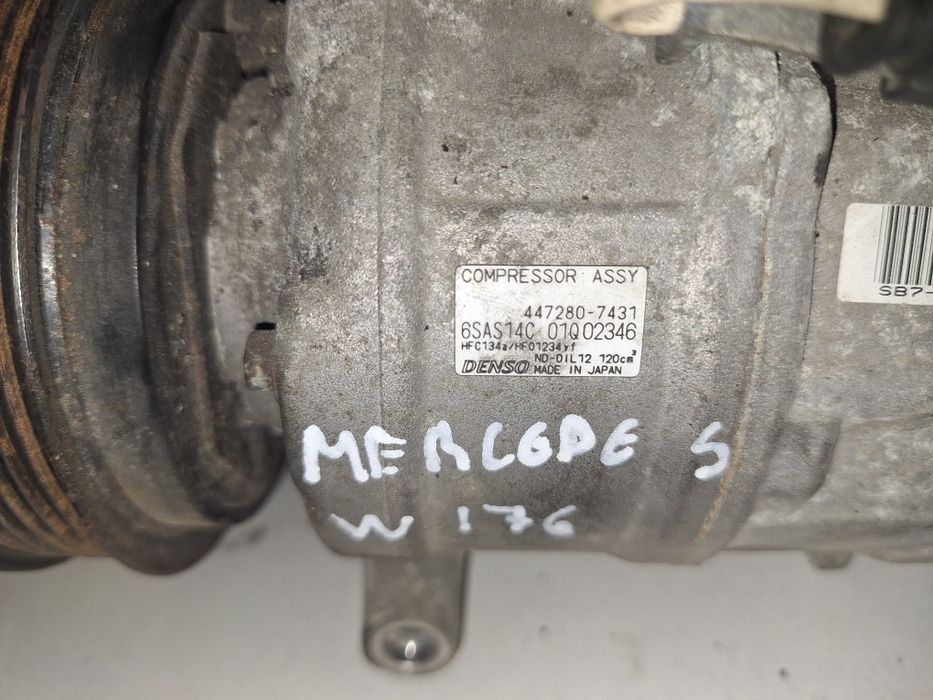 COMPRESSOR ASSY
447280-7431
6SAS14C 01Q02346
HFC134a/HFO1234yf
ND-OIL12 120cm³
DENSO MADE IN JAPAN
SB7-
MERCEDES
W 176